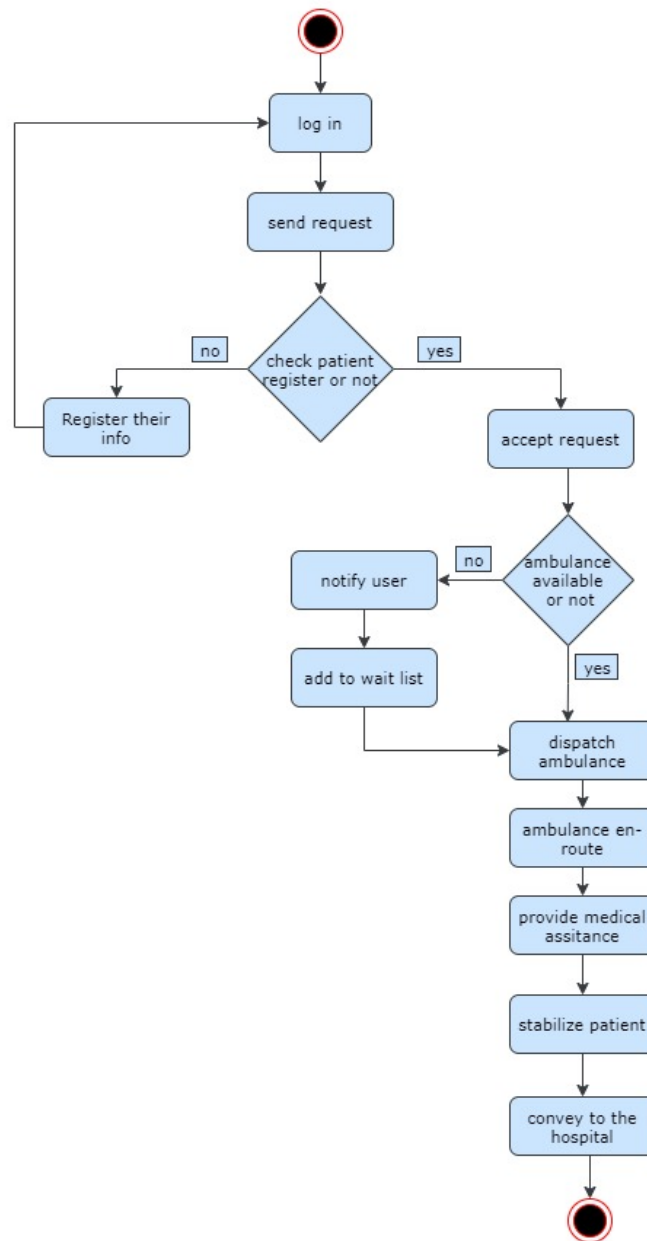 log in
send request
no
check patient
register or not
yes
Register their
info
accept request
no
ambulance
available
or not
notify user
yes
add to wait list
dispatch
ambulance
ambulance en-
route
provide medical
assitance
stabilize patient
convey to the
hospital